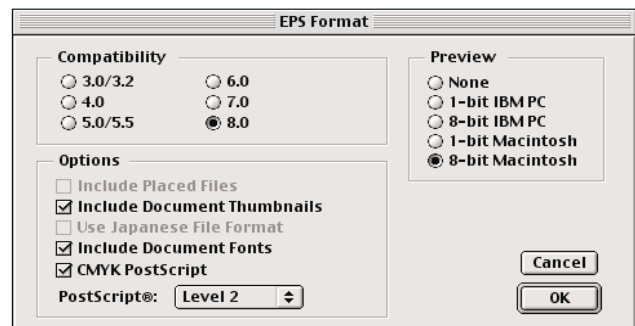 EPS Format
Compatibility
3.0/3.2
6.0
4.0
7.0
5.0/5.5
8.0
Preview
None
1-bit IBM PC
8-bit IBM PC
1-bit Macintosh
8-bit Macintosh
Options
Include Placed Files
Include Document Thumbnails
Use Japanese File Format
Include Document Fonts
CMYK PostScript
PostScript®: Level 2
Cancel
OK